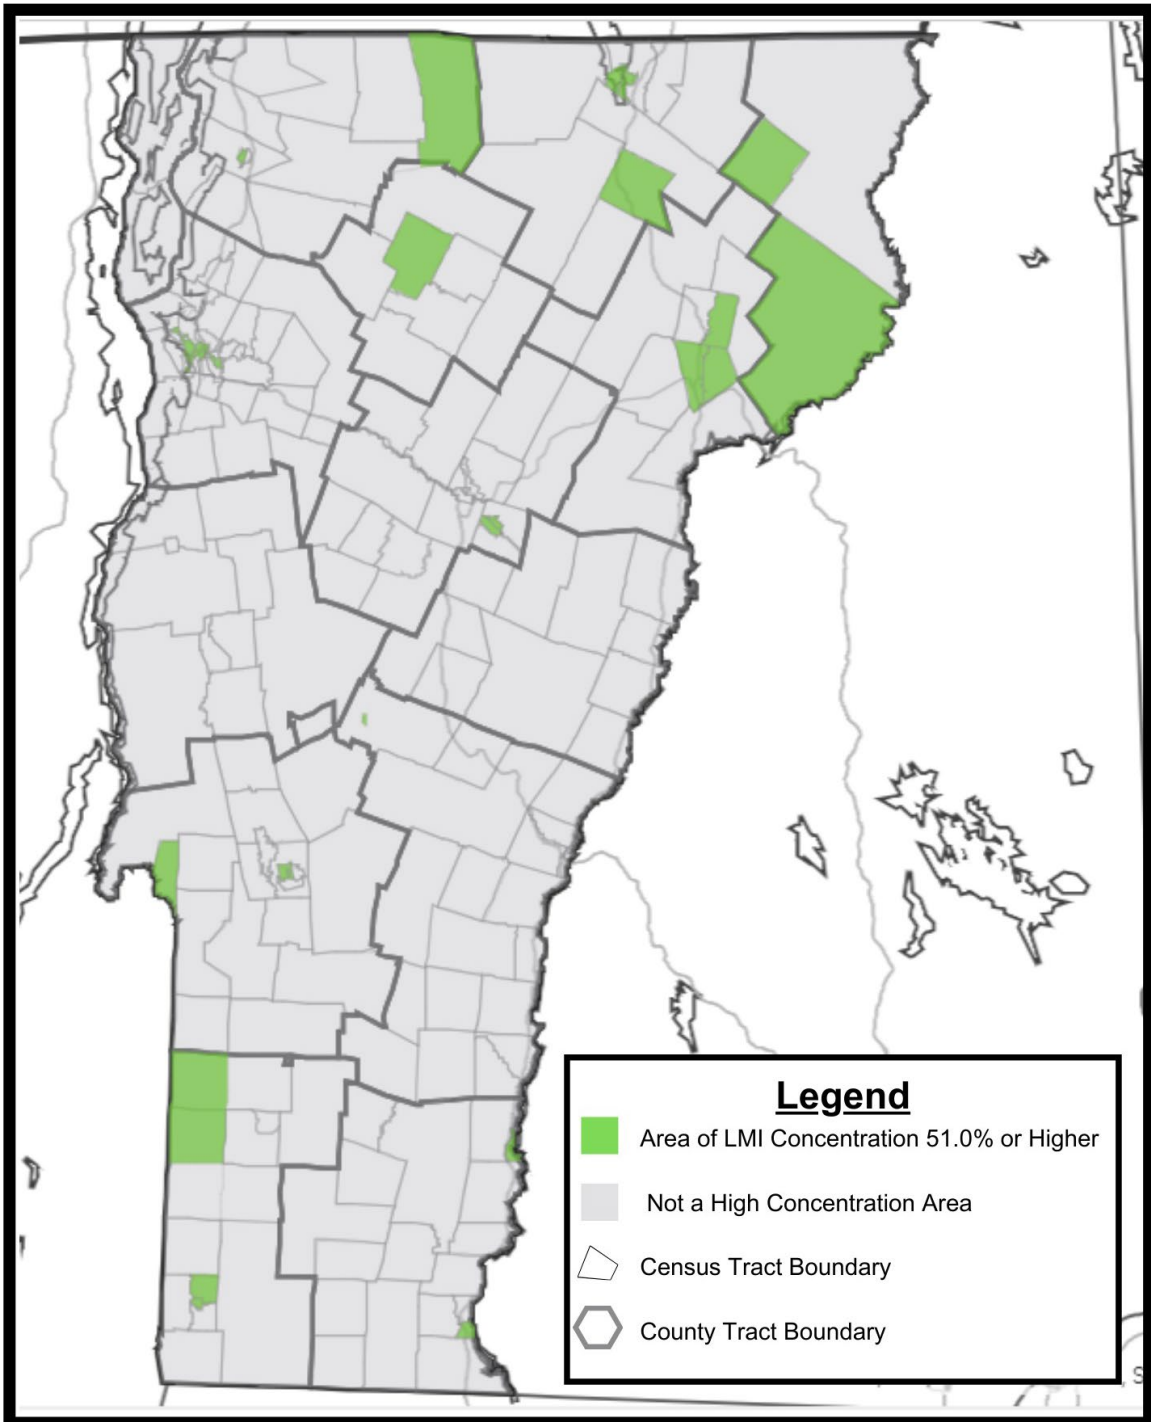 Legend
Area of LMI Concentration 51.0% or Higher
Not a High Concentration Area
Census Tract Boundary
County Tract Boundary
S